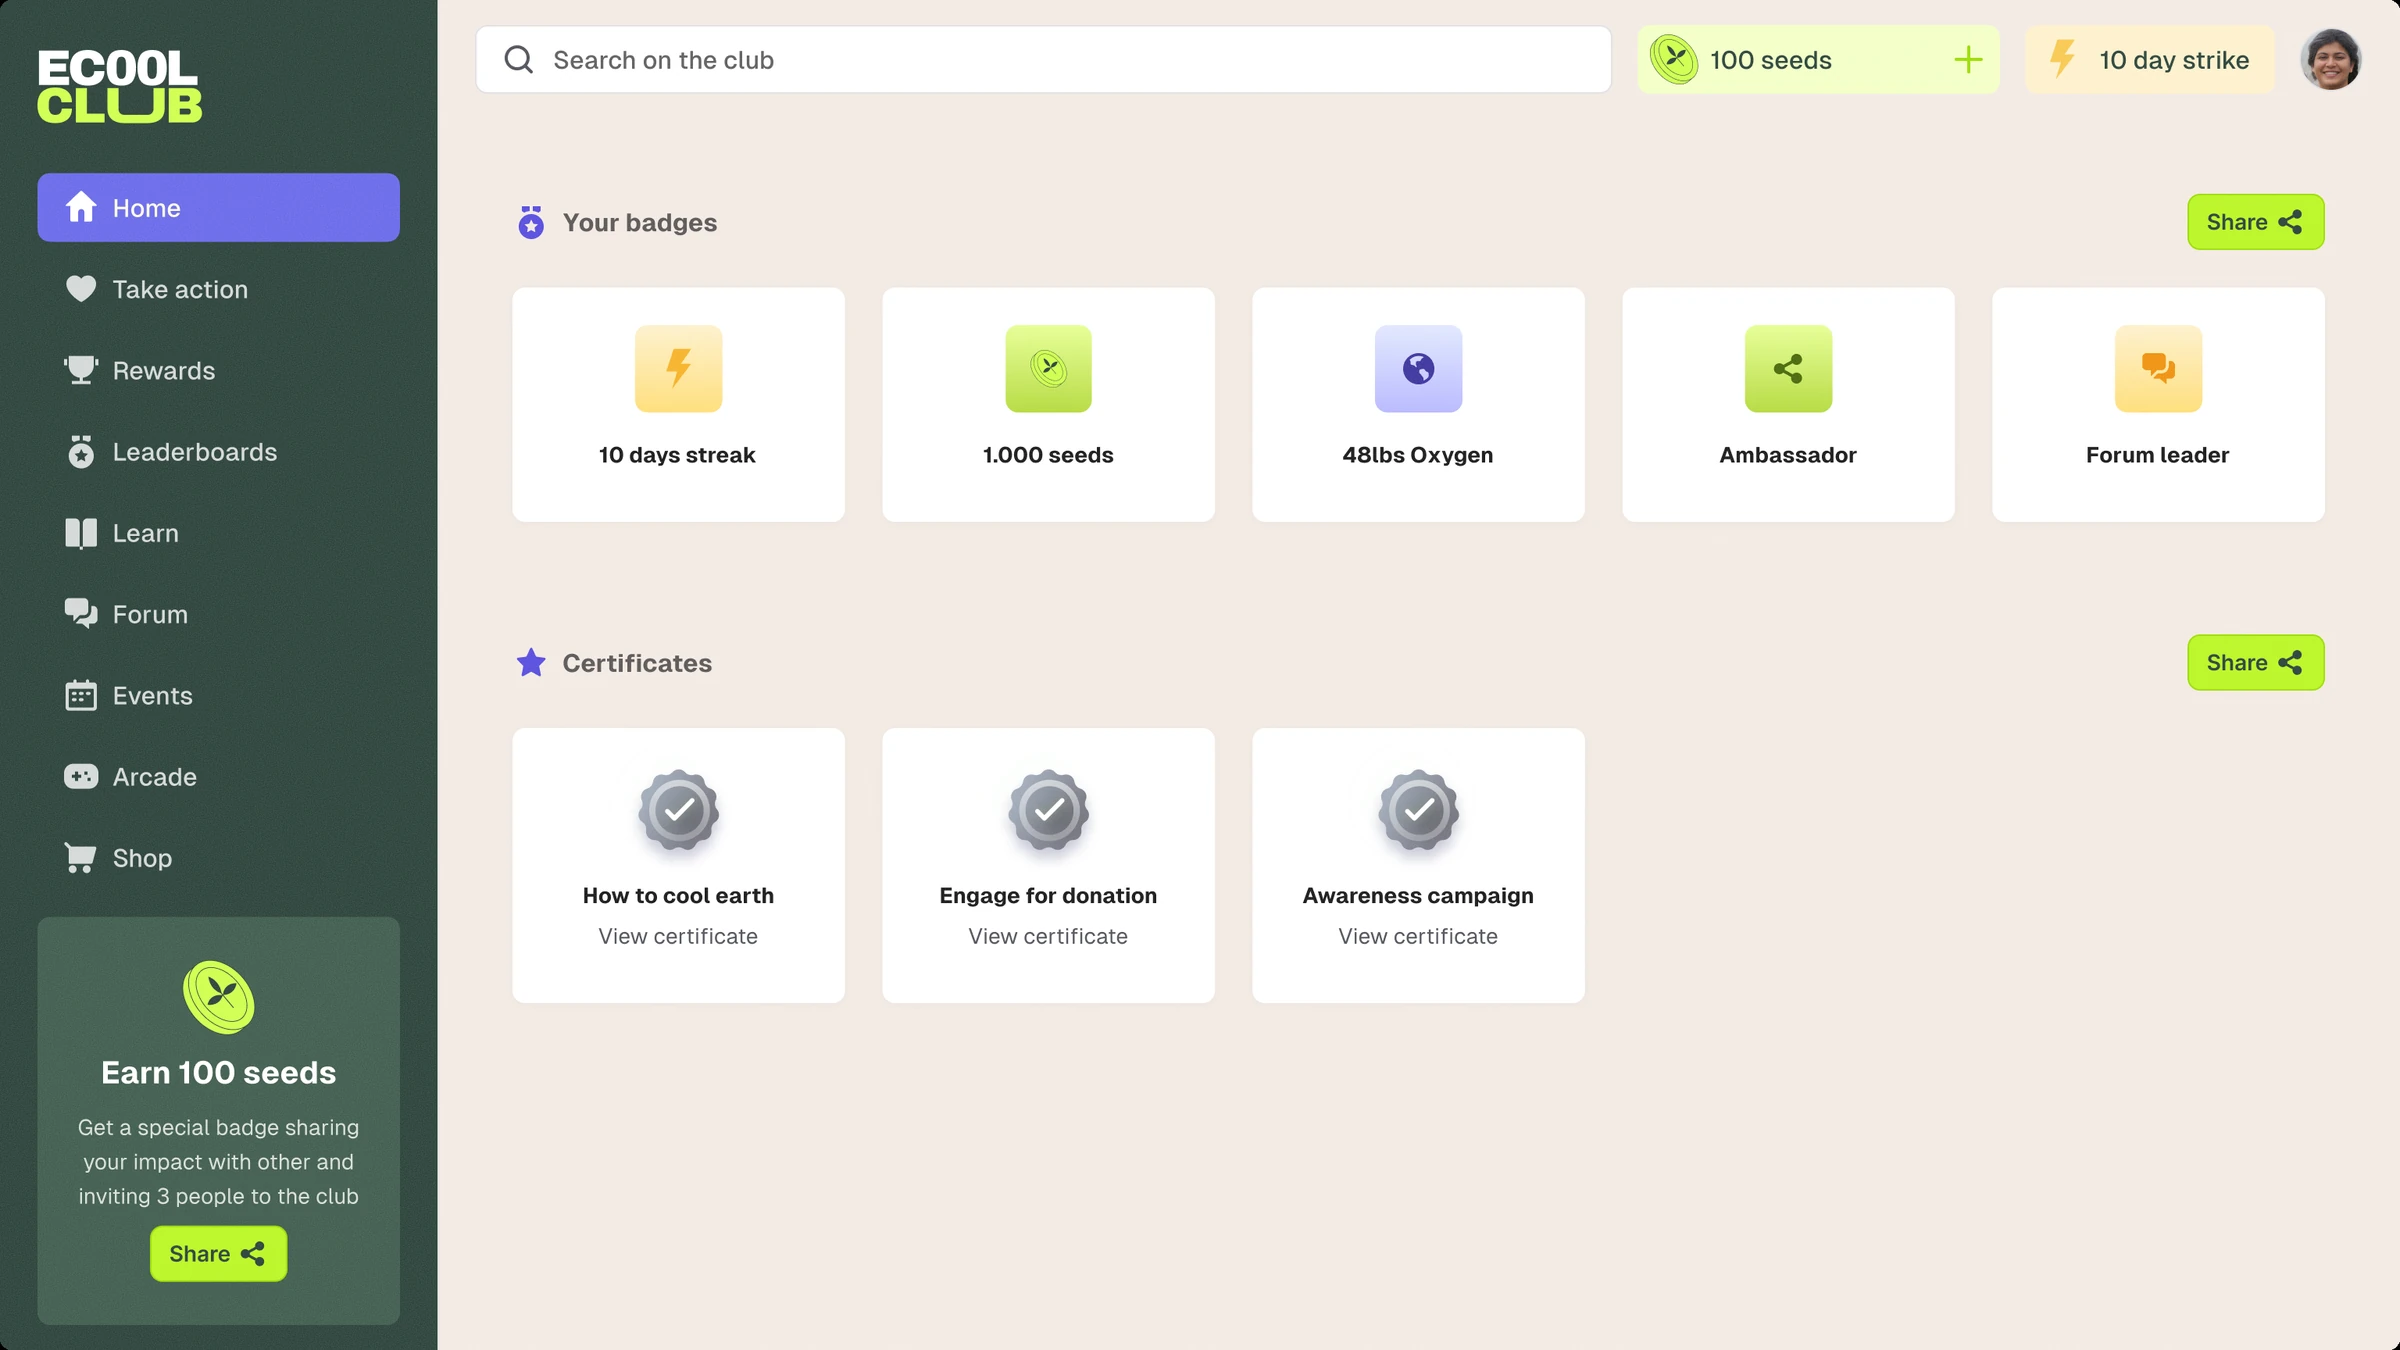 ECOOL
CLUB
Home
Take action
Rewards
Leaderboards
Learn
Forum
Events
Arcade
Shop
Earn 100 seeds
Get a special badge sharing
your impact with other and
inviting 3 people to the club
Share
Search on the club
100 seeds
10 day strike
Your badges
Share
10 days streak
1.000 seeds
48lbs Oxygen
Ambassador
Forum leader
Certificates
Share
How to cool earth
View certificate
Engage for donation
View certificate
Awareness campaign
View certificate